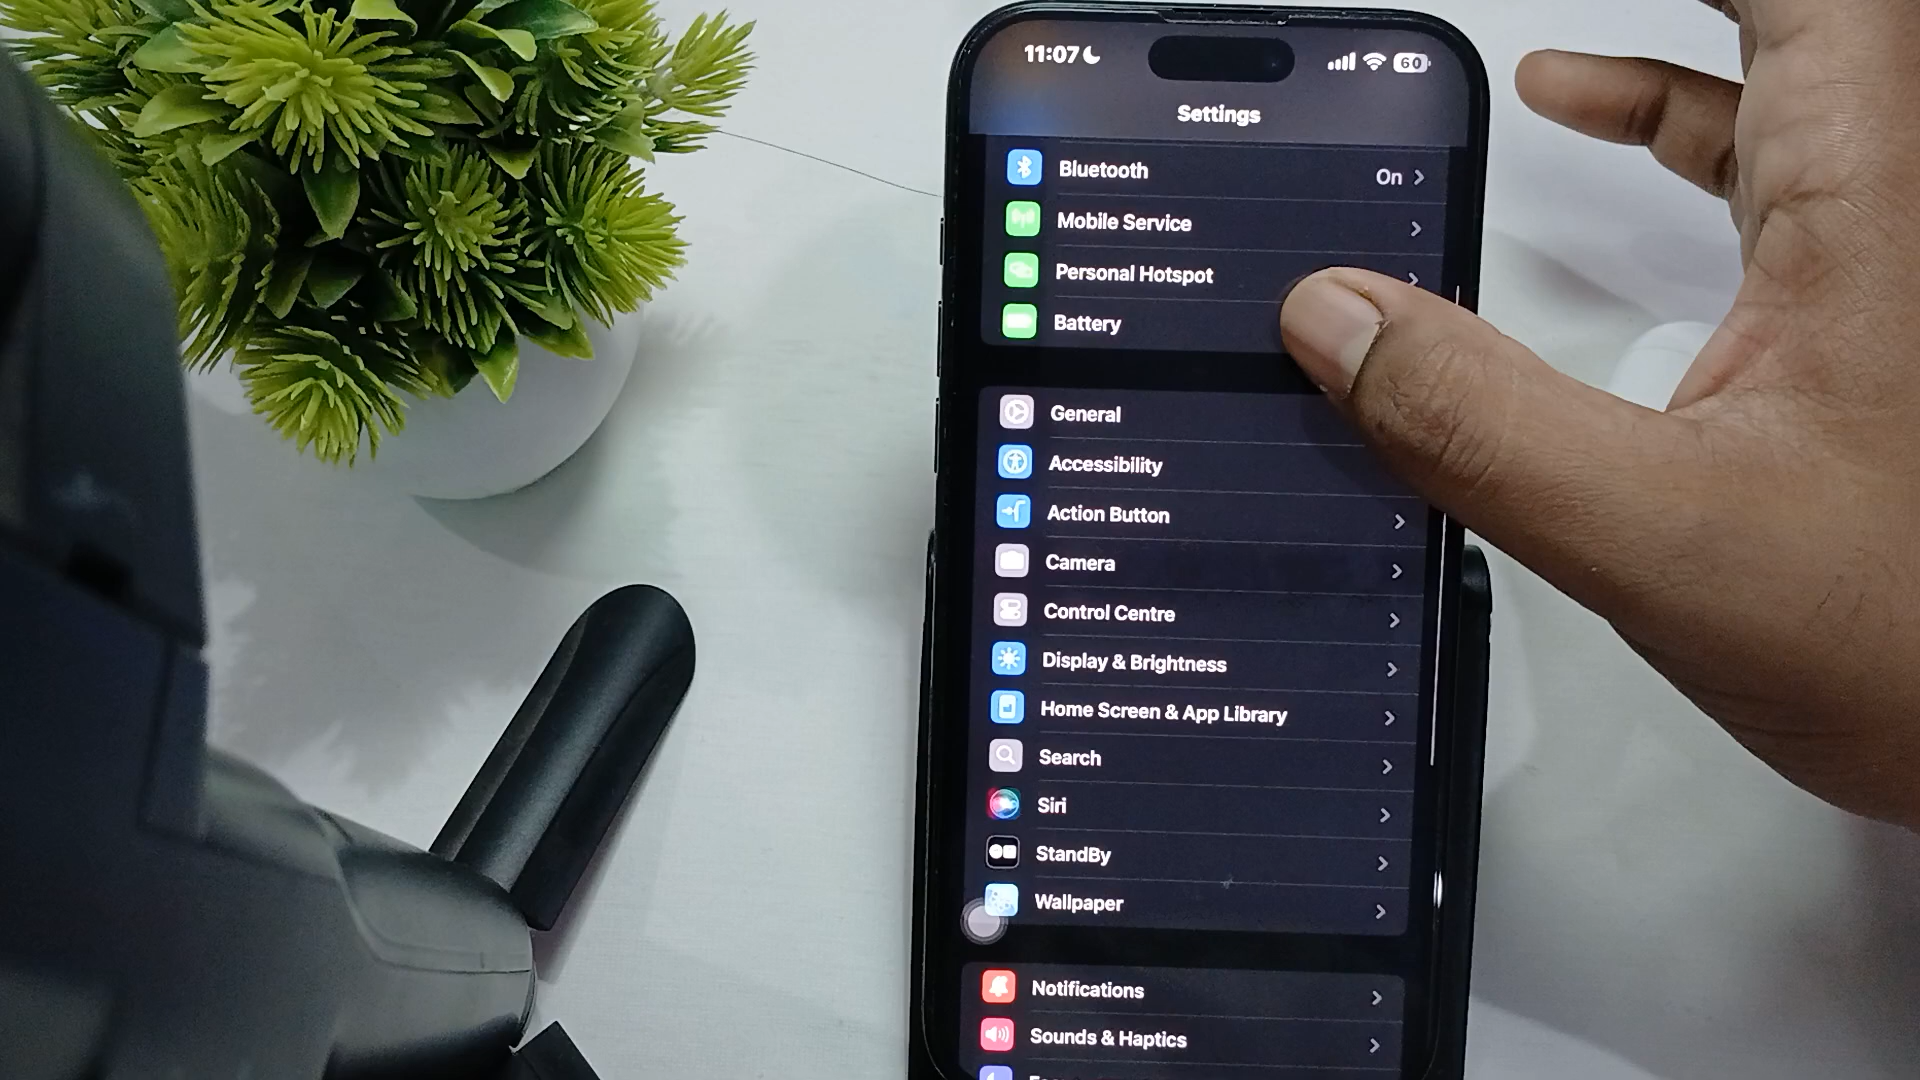 11:07
60
Settings
Bluetooth On
Mobile Service
Personal Hotspot
Battery
General
Accessibility
Action Button
Camera
Control Centre
Display & Brightness
Home Screen & App Library
Search
Siri
StandBy
Wallpaper
Notifications
Sounds & Haptics